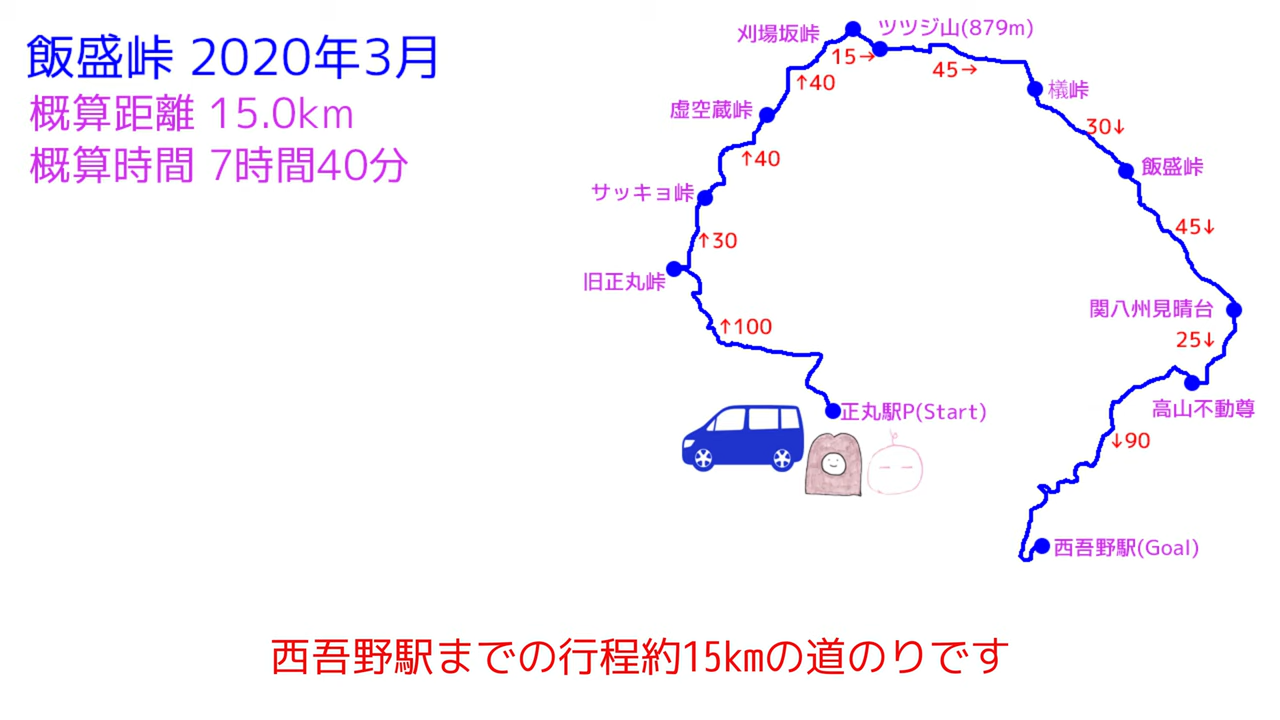 飯盛峠 2020年3月
概算距離 15.0km
概算時間 7時間40分
刈場坂峠
ツツジ山(879m)
15→
45→
↑40
檥峠
虚空蔵峠
30↓
↑40
飯盛峠
サッキョ峠
45↓
↑30
旧正丸峠
関八州見晴台
↑100
25↓
正丸駅P(Start)
高山不動尊
↓90
西吾野駅(Goal)
西吾野駅までの行程約15kmの道のりです